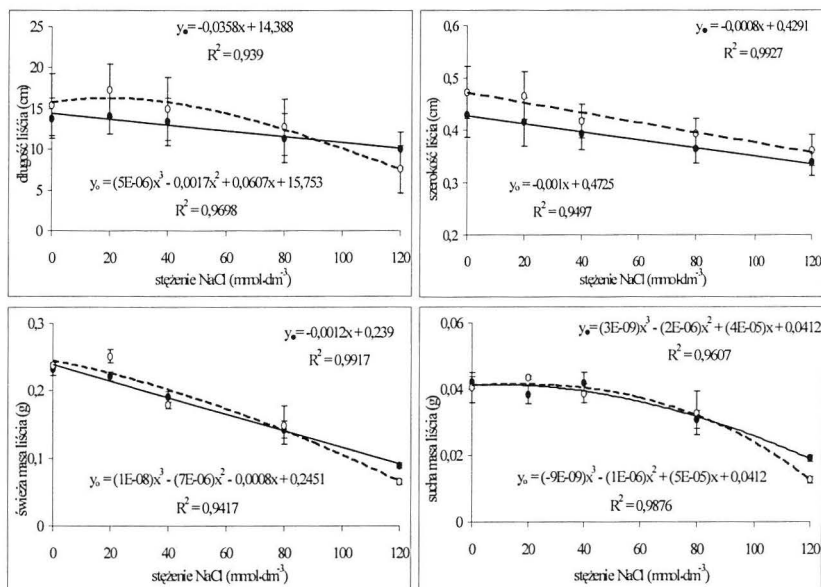 y● = -0,0358x + 14,388
R² = 0,939
25
20
15
10
5
0
długość liścia (cm)
y○ = (5E-06)x³ - 0,0017x² + 0,0607x + 15,753
R² = 0,9698
0 20 40 60 80 100 120
stężenie NaCl (mmol·dm⁻³)
y● = -0,0008x + 0,4291
R² = 0,9927
0,6
0,5
0,4
0,3
0,2
szerokość liścia (cm)
y○ = -0,001x + 0,4725
R² = 0,9497
0 20 40 60 80 100 120
stężenie NaCl (mmol·dm⁻³)
y● = -0,0012x + 0,239
R² = 0,9917
0,3
0,2
0,1
0
świeża masa liścia (g)
y○ = (1E-08)x³ - (7E-06)x² - 0,0008x + 0,2451
R² = 0,9417
0 20 40 60 80 100 120
stężenie NaCl (mmol·dm⁻³)
y● = (3E-09)x³ - (2E-06)x² + (4E-05)x + 0,0412
R² = 0,9607
0,06
0,04
0,02
0
sucha masa liścia (g)
y○ = (-9E-09)x³ - (1E-06)x² + (5E-05)x + 0,0412
R² = 0,9876
0 20 40 60 80 100 120
stężenie NaCl (mmol·dm⁻³)